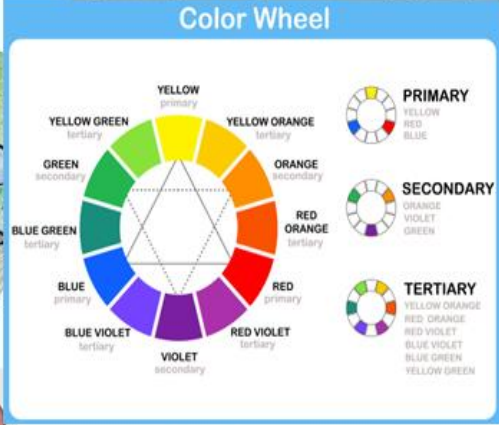 Color Wheel
YELLOW
primary
YELLOW GREEN
tertiary
YELLOW ORANGE
tertiary
GREEN
secondary
ORANGE
secondary
BLUE GREEN
tertiary
RED
ORANGE
tertiary
BLUE
primary
RED
primary
BLUE VIOLET
tertiary
RED VIOLET
tertiary
VIOLET
secondary
PRIMARY
YELLOW
RED
BLUE
SECONDARY
ORANGE
VIOLET
GREEN
TERTIARY
YELLOW ORANGE
RED ORANGE
RED VIOLET
BLUE VIOLET
BLUE GREEN
YELLOW GREEN